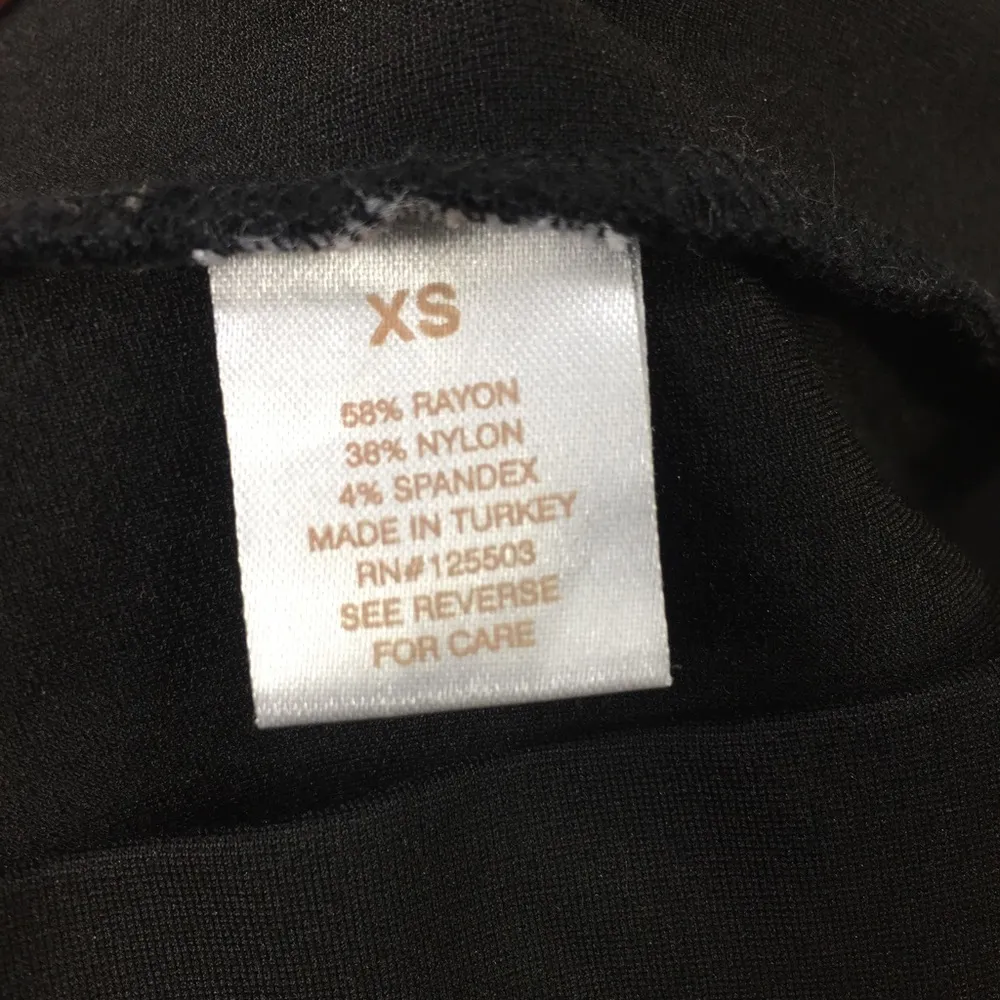 XS
58% RAYON
38% NYLON
4% SPANDEX
MADE IN TURKEY
RN#125503
SEE REVERSE
FOR CARE